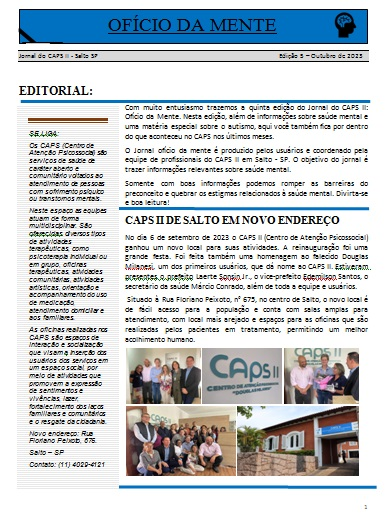 OFÍCIO DA MENTE
Jornal do CAPS II - Salto SP
Edição 5 – Outubro de 2023
EDITORIAL:
SE LIGA:
Os CAPS (Centro de
Atenção Psicossocial) são
serviços de saúde de
caráter aberto e
comunitário voltados ao
atendimento de pessoas
com sofrimento psíquico
ou transtornos mentais.
Neste espaço as equipes
atuam de forma
multidisciplinar. São
oferecidas diversos tipos
de atividades
terapêuticas, como
psicoterapia individual ou
em grupo, oficinas
terapêuticas, atividades
comunitárias, atividades
artísticas, orientação e
acompanhamento do uso
de medicação
atendimento domiciliar e
aos familiares.
As oficinas realizadas nos
CAPS são espaços de
interação e socialização
que visam a inserção dos
usuários dos serviços em
um espaço social, por
meio de atividades que
promovem a expressão
de sentimentos e
vivências, lazer,
fortalecimento dos laços
familiares e comunitários
e o resgate da cidadania.
Novo endereço: Rua
Floriano Peixoto, 675.
Salto – SP
Contato: (11) 4029-4121
Com muito entusiasmo trazemos a quinta edição do Jornal do CAPS II:
Ofício da Mente. Nesta edição, além de informações sobre saúde mental e
uma matéria especial sobre o autismo, aqui você também fica por dentro
do que aconteceu no CAPS nos últimos meses.
O Jornal ofício da mente é produzido pelos usuários e coordenado pela
equipe de profissionais do CAPS II em Salto - SP. O objetivo do jornal é
trazer informações relevantes sobre saúde mental.
Somente com boas informações podemos romper as barreiras do
preconceito e quebrar os estigmas relacionados à saúde mental. Divirta-se
e boa leitura!
CAPS II DE SALTO EM NOVO ENDEREÇO
No dia 6 de setembro de 2023 o CAPS II (Centro de Atenção Psicossocial)
ganhou um novo local para suas atividades. A reinauguração foi uma
grande festa. Foi feita também uma homenagem ao falecido Douglas
Milanesi, um dos primeiros usuários, que dá nome ao CAPS II. Estiveram
presentes o prefeito Laerte Sonsin Jr., vice-prefeito Edemilson Santos, o
secretário da saúde Márcio Conrado, além de toda a equipe e usuários.
Situado à Rua Floriano Peixoto, nº 675, no centro de Salto, o novo local é
de fácil acesso para a população e conta com salas amplas para
atendimento, com local mais arejado e espaços para as oficinas que são
realizadas pelos pacientes em tratamento, permitindo um melhor
acolhimento humano.
CAPS II
CENTRO DE ATENÇÃO
CAPS II
1